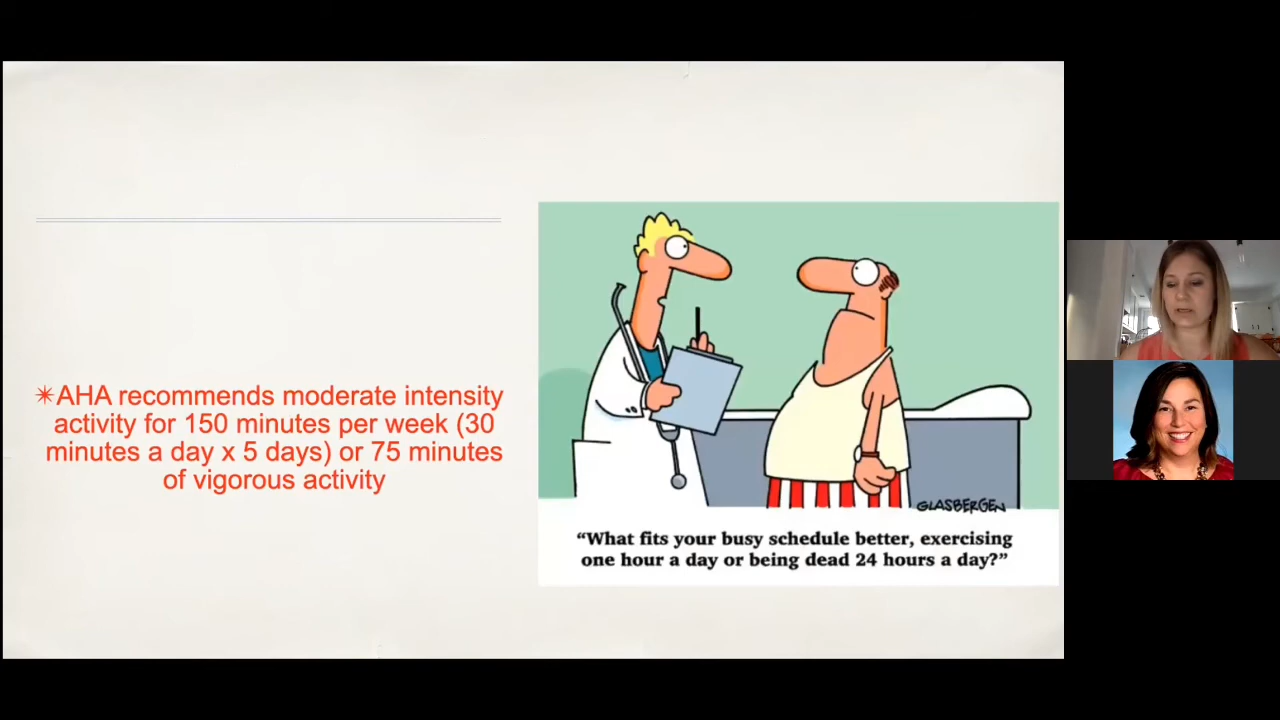 ✴AHA recommends moderate intensity
activity for 150 minutes per week (30
minutes a day x 5 days) or 75 minutes
of vigorous activity
GLASBERGEN
“What fits your busy schedule better, exercising
one hour a day or being dead 24 hours a day?”